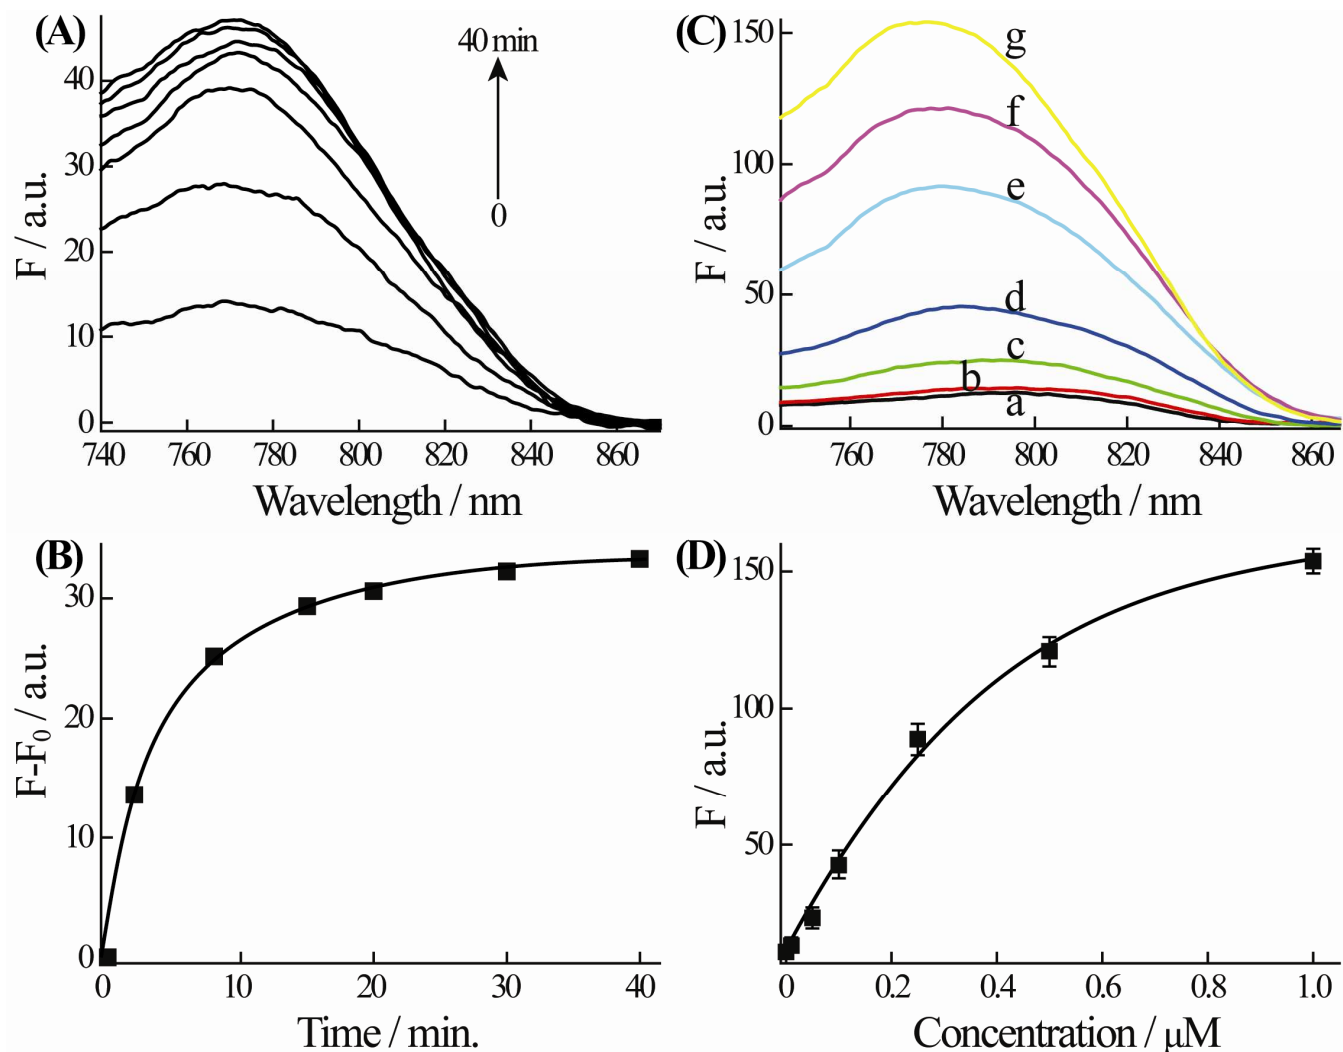 (A)
40 min
0
F / a.u.
40
30
20
10
0
740 760 780 800 820 840 860
Wavelength / nm
(C)
g
f
e
d
c
b
a
F / a.u.
150
100
50
0
760 780 800 820 840 860
Wavelength / nm
(B)
F-F₀ / a.u.
30
20
10
0
0 10 20 30 40
Time / min.
(D)
F / a.u.
150
100
50
0 0.2 0.4 0.6 0.8 1.0
Concentration / μM